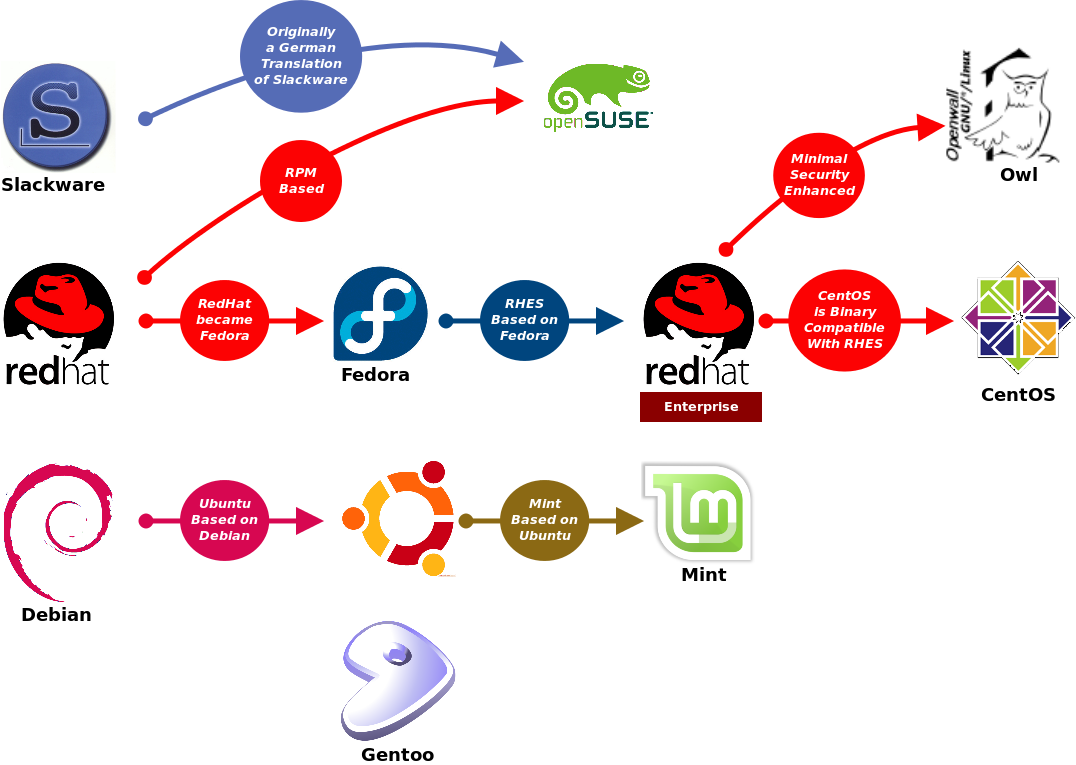 Originally
a German
Translation
of Slackware
Slackware
openSUSE
RPM
Based
Minimal
Security
Enhanced
Openwall
GNU/*/Linux
Owl
redhat
RedHat
became
Fedora
Fedora
RHES
Based on
Fedora
redhat
Enterprise
CentOS
is Binary
Compatible
With RHES
CentOS
Debian
Ubuntu
Based on
Debian
Mint
Based on
Ubuntu
lm
Mint
Gentoo